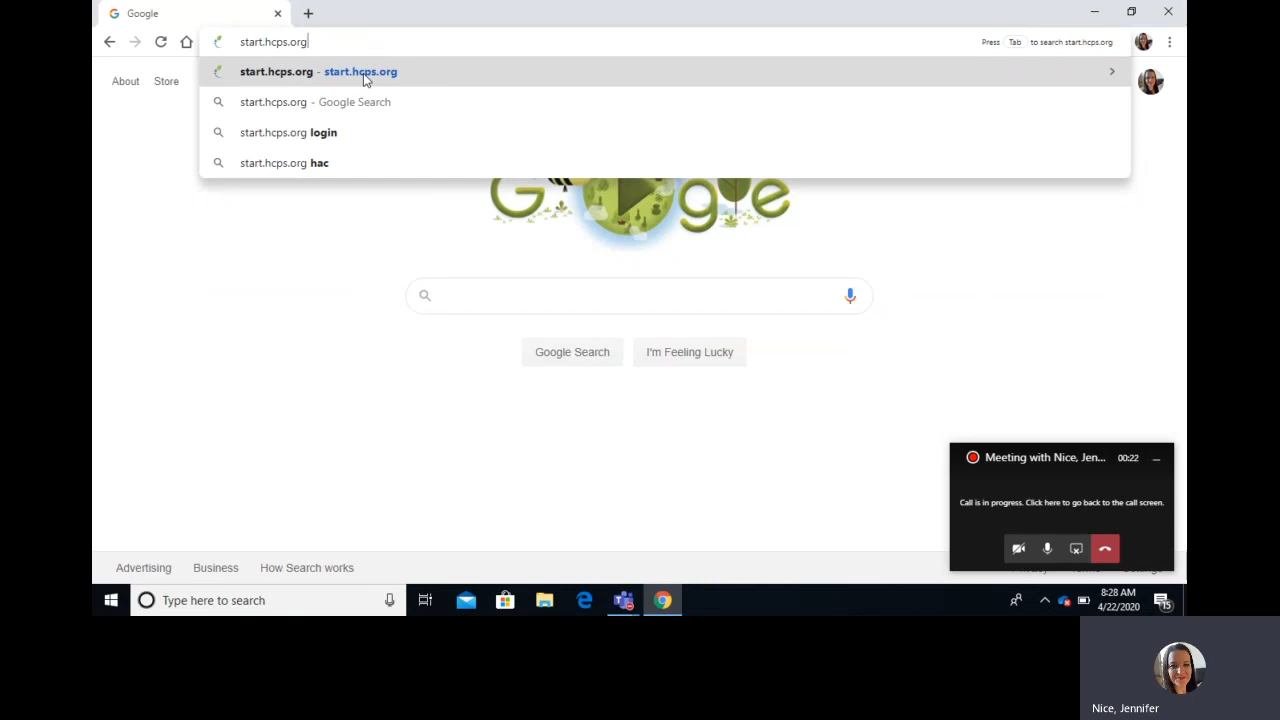 Google
start.hcps.org
Press Tab to search start.hcps.org
About Store
start.hcps.org - start.hcps.org
start.hcps.org - Google Search
start.hcps.org login
start.hcps.org hac
Google
Google Search
I'm Feeling Lucky
Meeting with Nice, Jen... 00:22
Call is in progress. Click here to go back to the call screen.
Advertising Business How Search works
Type here to search
8:28 AM
4/22/2020
15
Nice, Jennifer